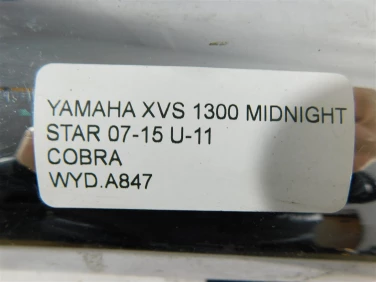 YAMAHA XVS 1300 MIDNIGHT
STAR 07-15 U-11
COBRA
WYD.A847